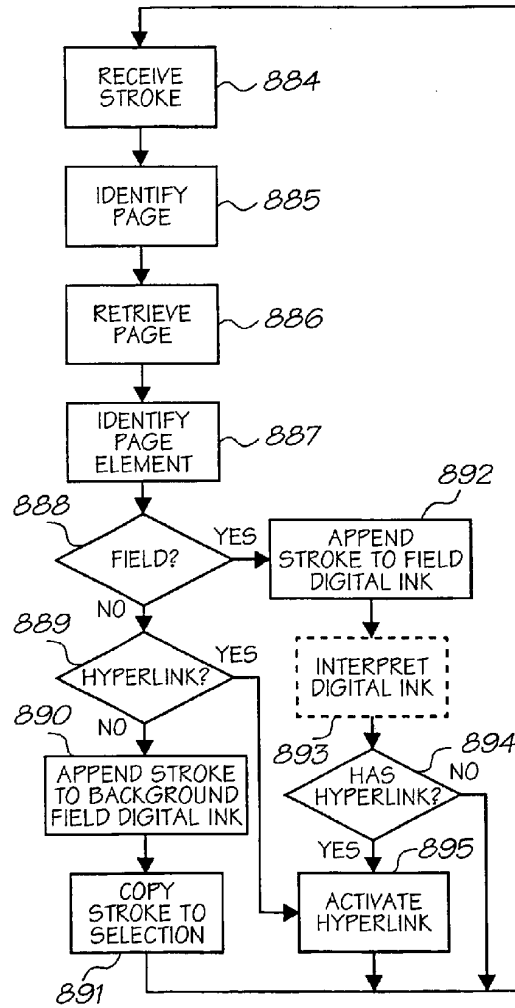 RECEIVE
STROKE
884
IDENTIFY
PAGE
885
RETRIEVE
PAGE
886
IDENTIFY
PAGE
ELEMENT
887
888
FIELD?
YES
NO
892
APPEND
STROKE TO FIELD
DIGITAL INK
889
HYPERLINK?
YES
NO
INTERPRET
DIGITAL INK
893
890
APPEND STROKE
TO BACKGROUND
FIELD DIGITAL INK
894
HAS
HYPERLINK?
NO
YES
895
COPY
STROKE TO
SELECTION
891
ACTIVATE
HYPERLINK